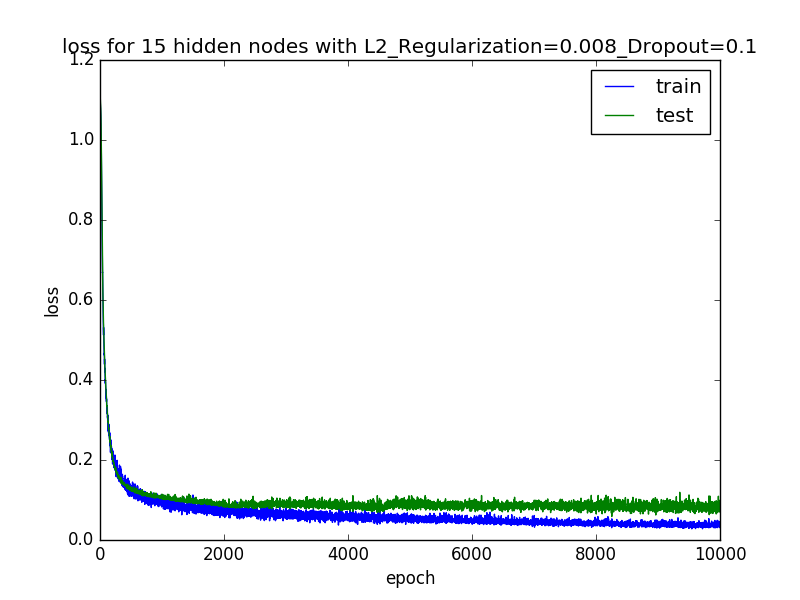 loss for 15 hidden nodes with L2_Regularization=0.008_Dropout=0.1
1.2
train
test
1.0
0.8
0.6
loss
0.4
0.2
0.0
0 2000 4000 6000 8000 10000
epoch